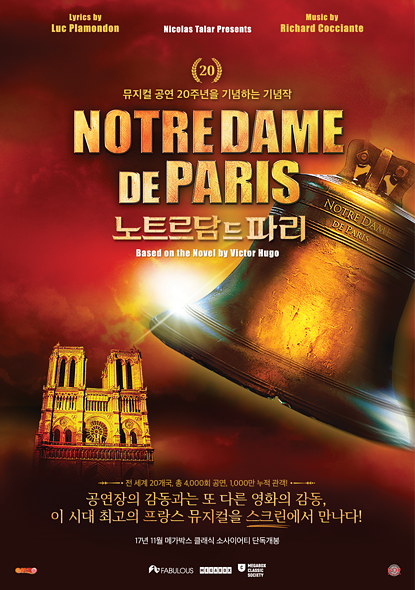 Lyrics by
Luc Plamondon
Nicolas Talar Presents
Music by
Richard Cocciante
20
뮤지컬 공연 20주년을 기념하는 기념작
NOTRE DAME
DE PARIS
노트르담 드 파리
Based on the Novel by Victor Hugo
NOTRE DAME
DE PARIS
전 세계 20개국, 총 4,000회 공연, 1,000만 누적 관객!
공연장의 감동과는 또 다른 영화의 감동,
이 시대 최고의 프랑스 뮤지컬을 스크린에서 만나다!
17년 11월 메가박스 클래식 소사이어티 단독개봉
FABULOUS
MEGABOX
MEGABOX
CLASSIC
SOCIETY